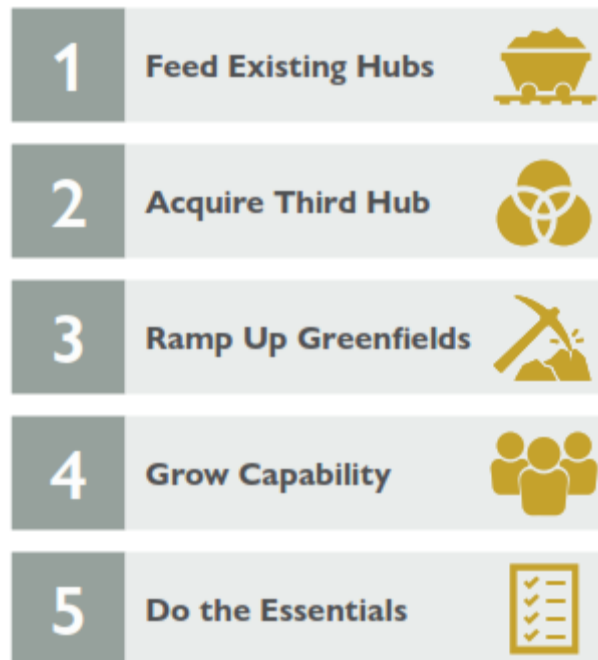 1 Feed Existing Hubs
2 Acquire Third Hub
3 Ramp Up Greenfields
4 Grow Capability
5 Do the Essentials